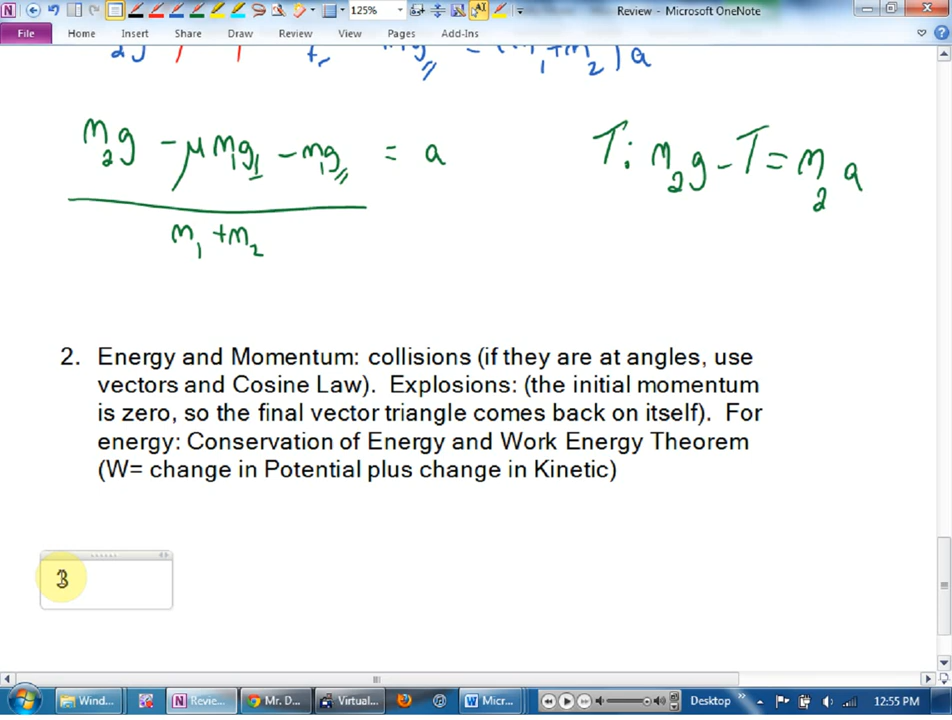 125%
Review - Microsoft OneNote
File Home Insert Share Draw Review View Pages Add-Ins
m₂g - μm₁g⊥ - m₁g∥ = a
m₁ + m₂
T: m₂g - T = m₂a
2. Energy and Momentum: collisions (if they are at angles, use
vectors and Cosine Law). Explosions: (the initial momentum
is zero, so the final vector triangle comes back on itself). For
energy: Conservation of Energy and Work Energy Theorem
(W= change in Potential plus change in Kinetic)
3
Wind... Revie... Mr. D... Virtual... Micr... Desktop 12:55 PM